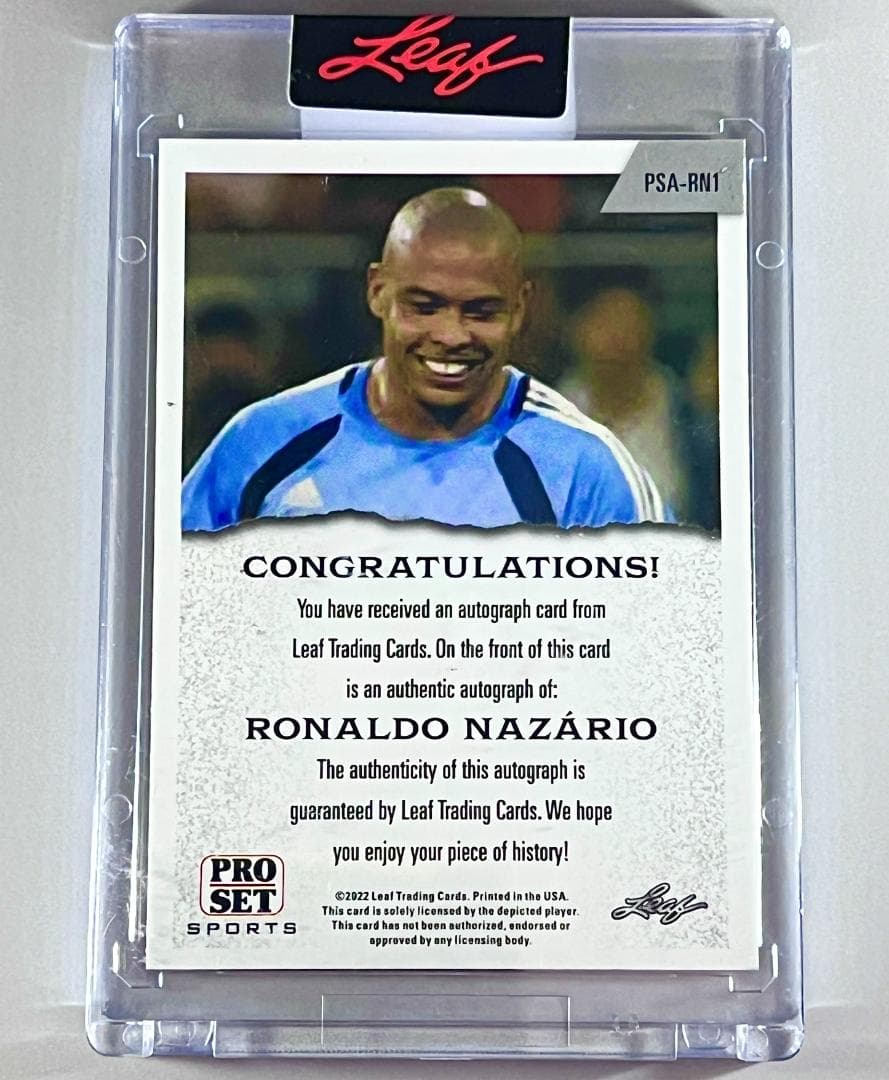 Leaf
PSA-RN1
CONGRATULATIONS!
You have received an autograph card from
Leaf Trading Cards. On the front of this card
is an authentic autograph of:
RONALDO NAZÁRIO
The authenticity of this autograph is
guaranteed by Leaf Trading Cards. We hope
you enjoy your piece of history!
PRO
SET
SPORTS
©2022 Leaf Trading Cards. Printed in the USA.
This card is solely licensed by the depicted player.
This card has not been authorized, endorsed or
approved by any licensing body.
Leaf